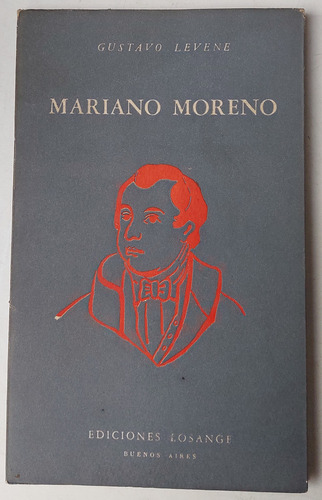 GUSTAVO LEVENE
MARIANO MORENO
EDICIONES LOSANGE
BUENOS AIRES